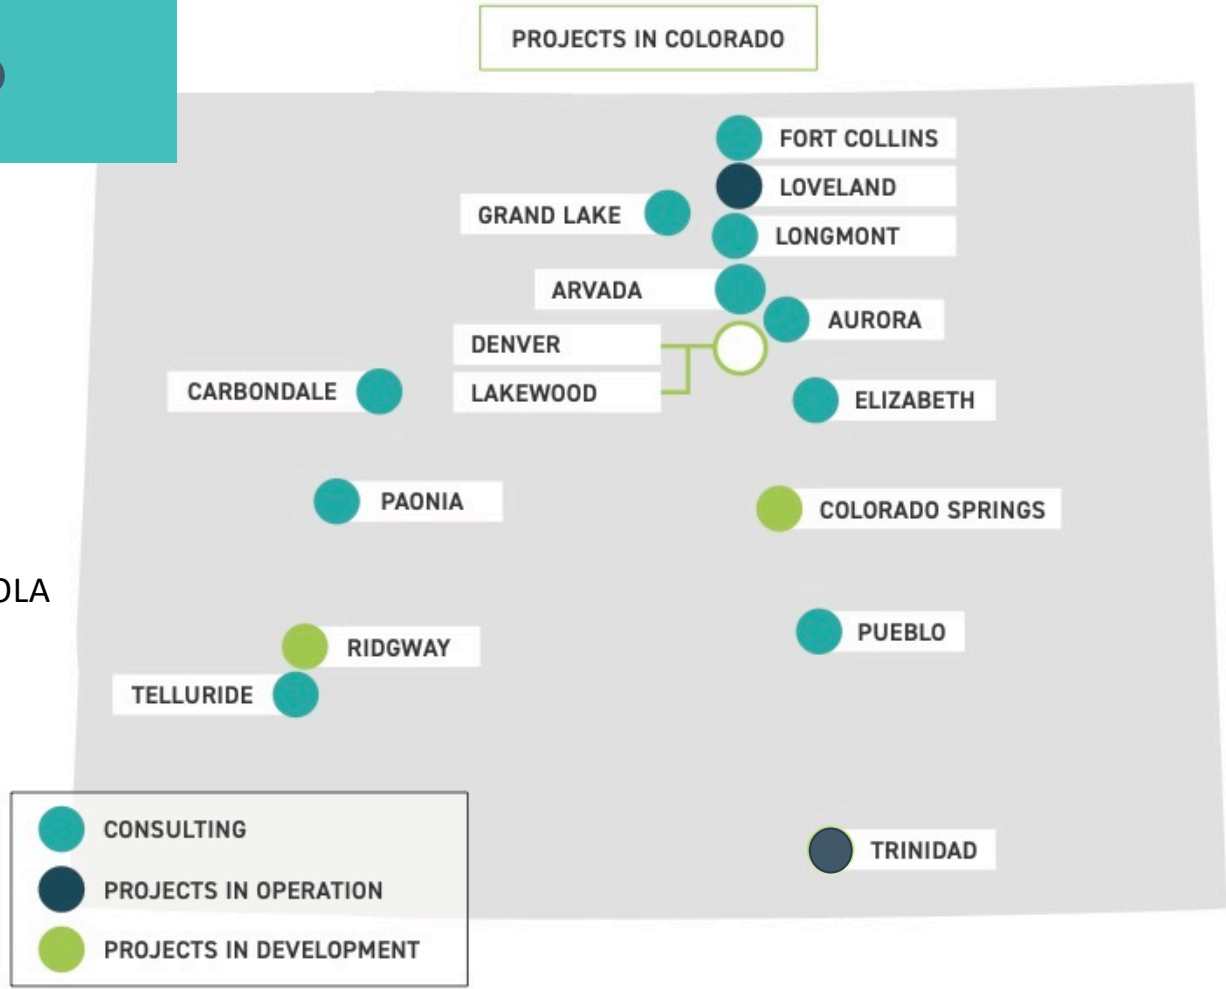 PROJECTS IN COLORADO
FORT COLLINS
LOVELAND
GRAND LAKE
LONGMONT
ARVADA
AURORA
DENVER
CARBONDALE
LAKEWOOD
ELIZABETH
PAONIA
COLORADO SPRINGS
OLA
RIDGWAY
PUEBLO
TELLURIDE
CONSULTING
PROJECTS IN OPERATION
PROJECTS IN DEVELOPMENT
TRINIDAD